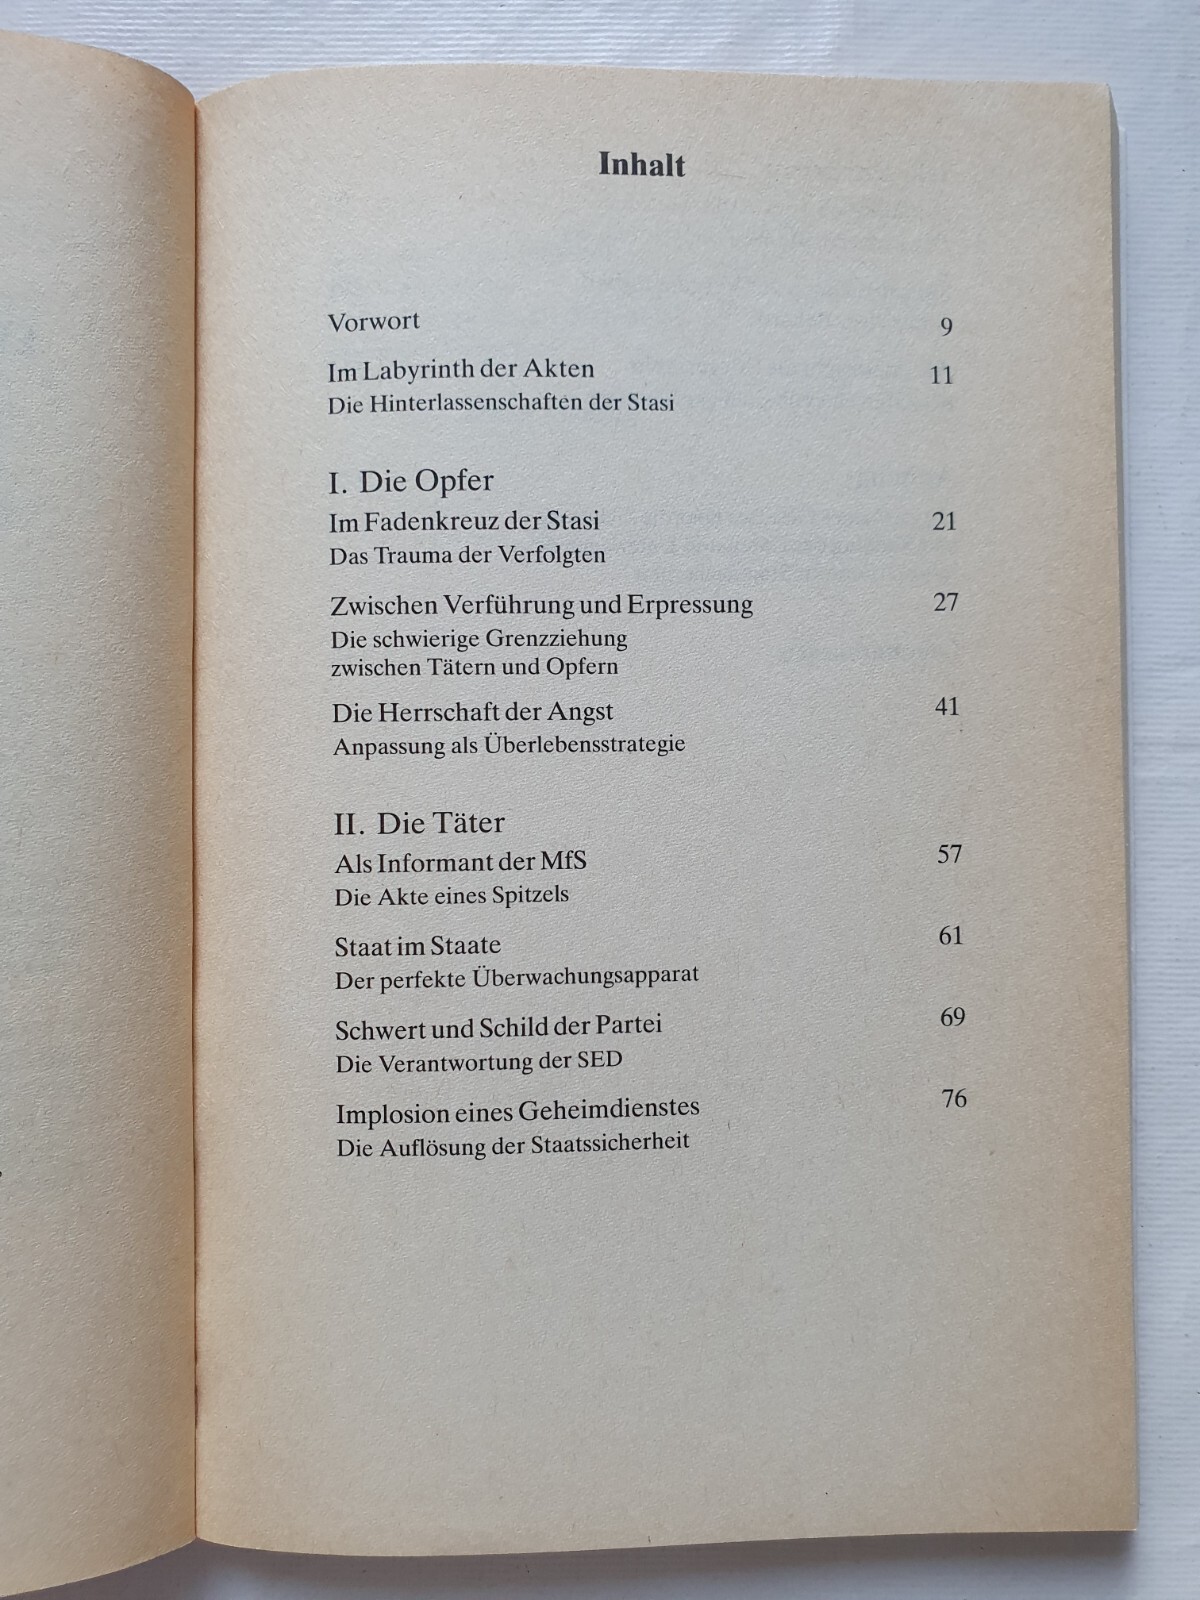 Inhalt
Vorwort 9
Im Labyrinth der Akten 11
Die Hinterlassenschaften der Stasi
I. Die Opfer
Im Fadenkreuz der Stasi 21
Das Trauma der Verfolgten
Zwischen Verführung und Erpressung 27
Die schwierige Grenzziehung
zwischen Tätern und Opfern
Die Herrschaft der Angst 41
Anpassung als Überlebensstrategie
II. Die Täter
Als Informant der MfS 57
Die Akte eines Spitzels
Staat im Staate 61
Der perfekte Überwachungsapparat
Schwert und Schild der Partei 69
Die Verantwortung der SED
Implosion eines Geheimdienstes 76
Die Auflösung der Staatssicherheit